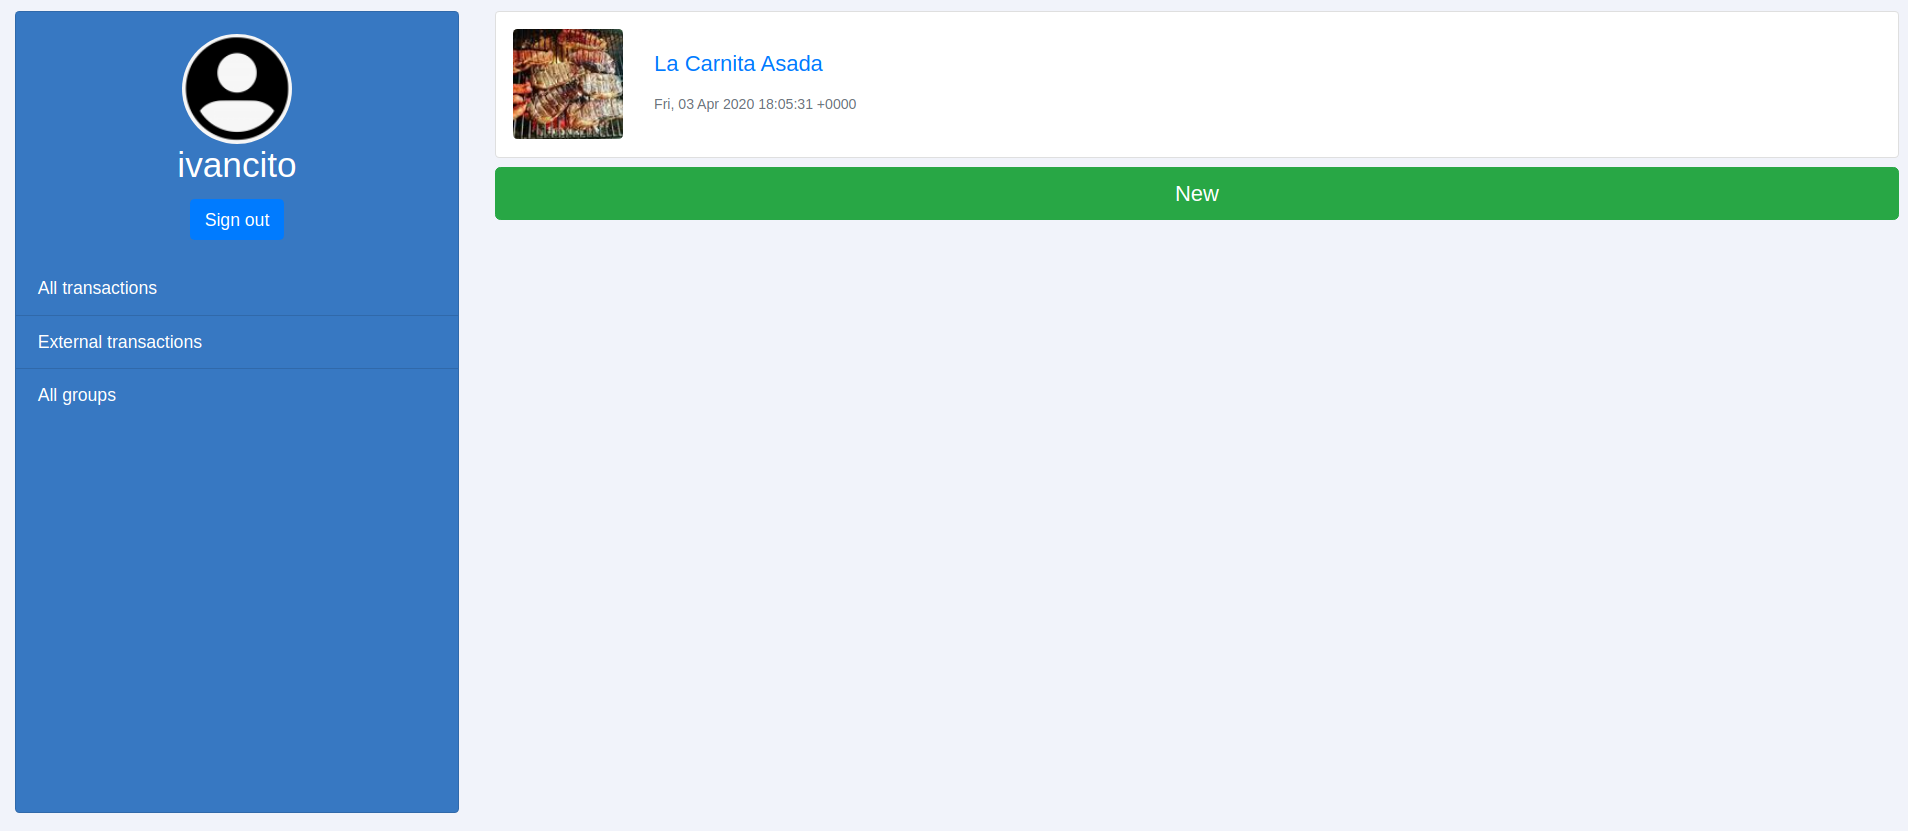 ivancito
Sign out
All transactions
External transactions
All groups
La Carnita Asada
Fri, 03 Apr 2020 18:05:31 +0000
New